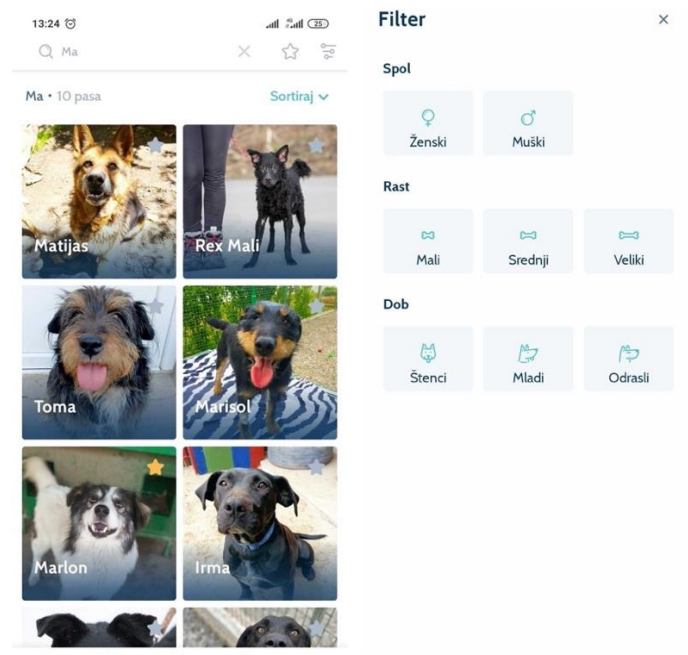 13:24
4G
25
Ma
Ma • 10 pasa
Sortiraj
Matijas
Rex Mali
Toma
Marisol
Marlon
Irma
Filter
Spol
Ženski
Muški
Rast
Mali
Srednji
Veliki
Dob
Štenci
Mladi
Odrasli